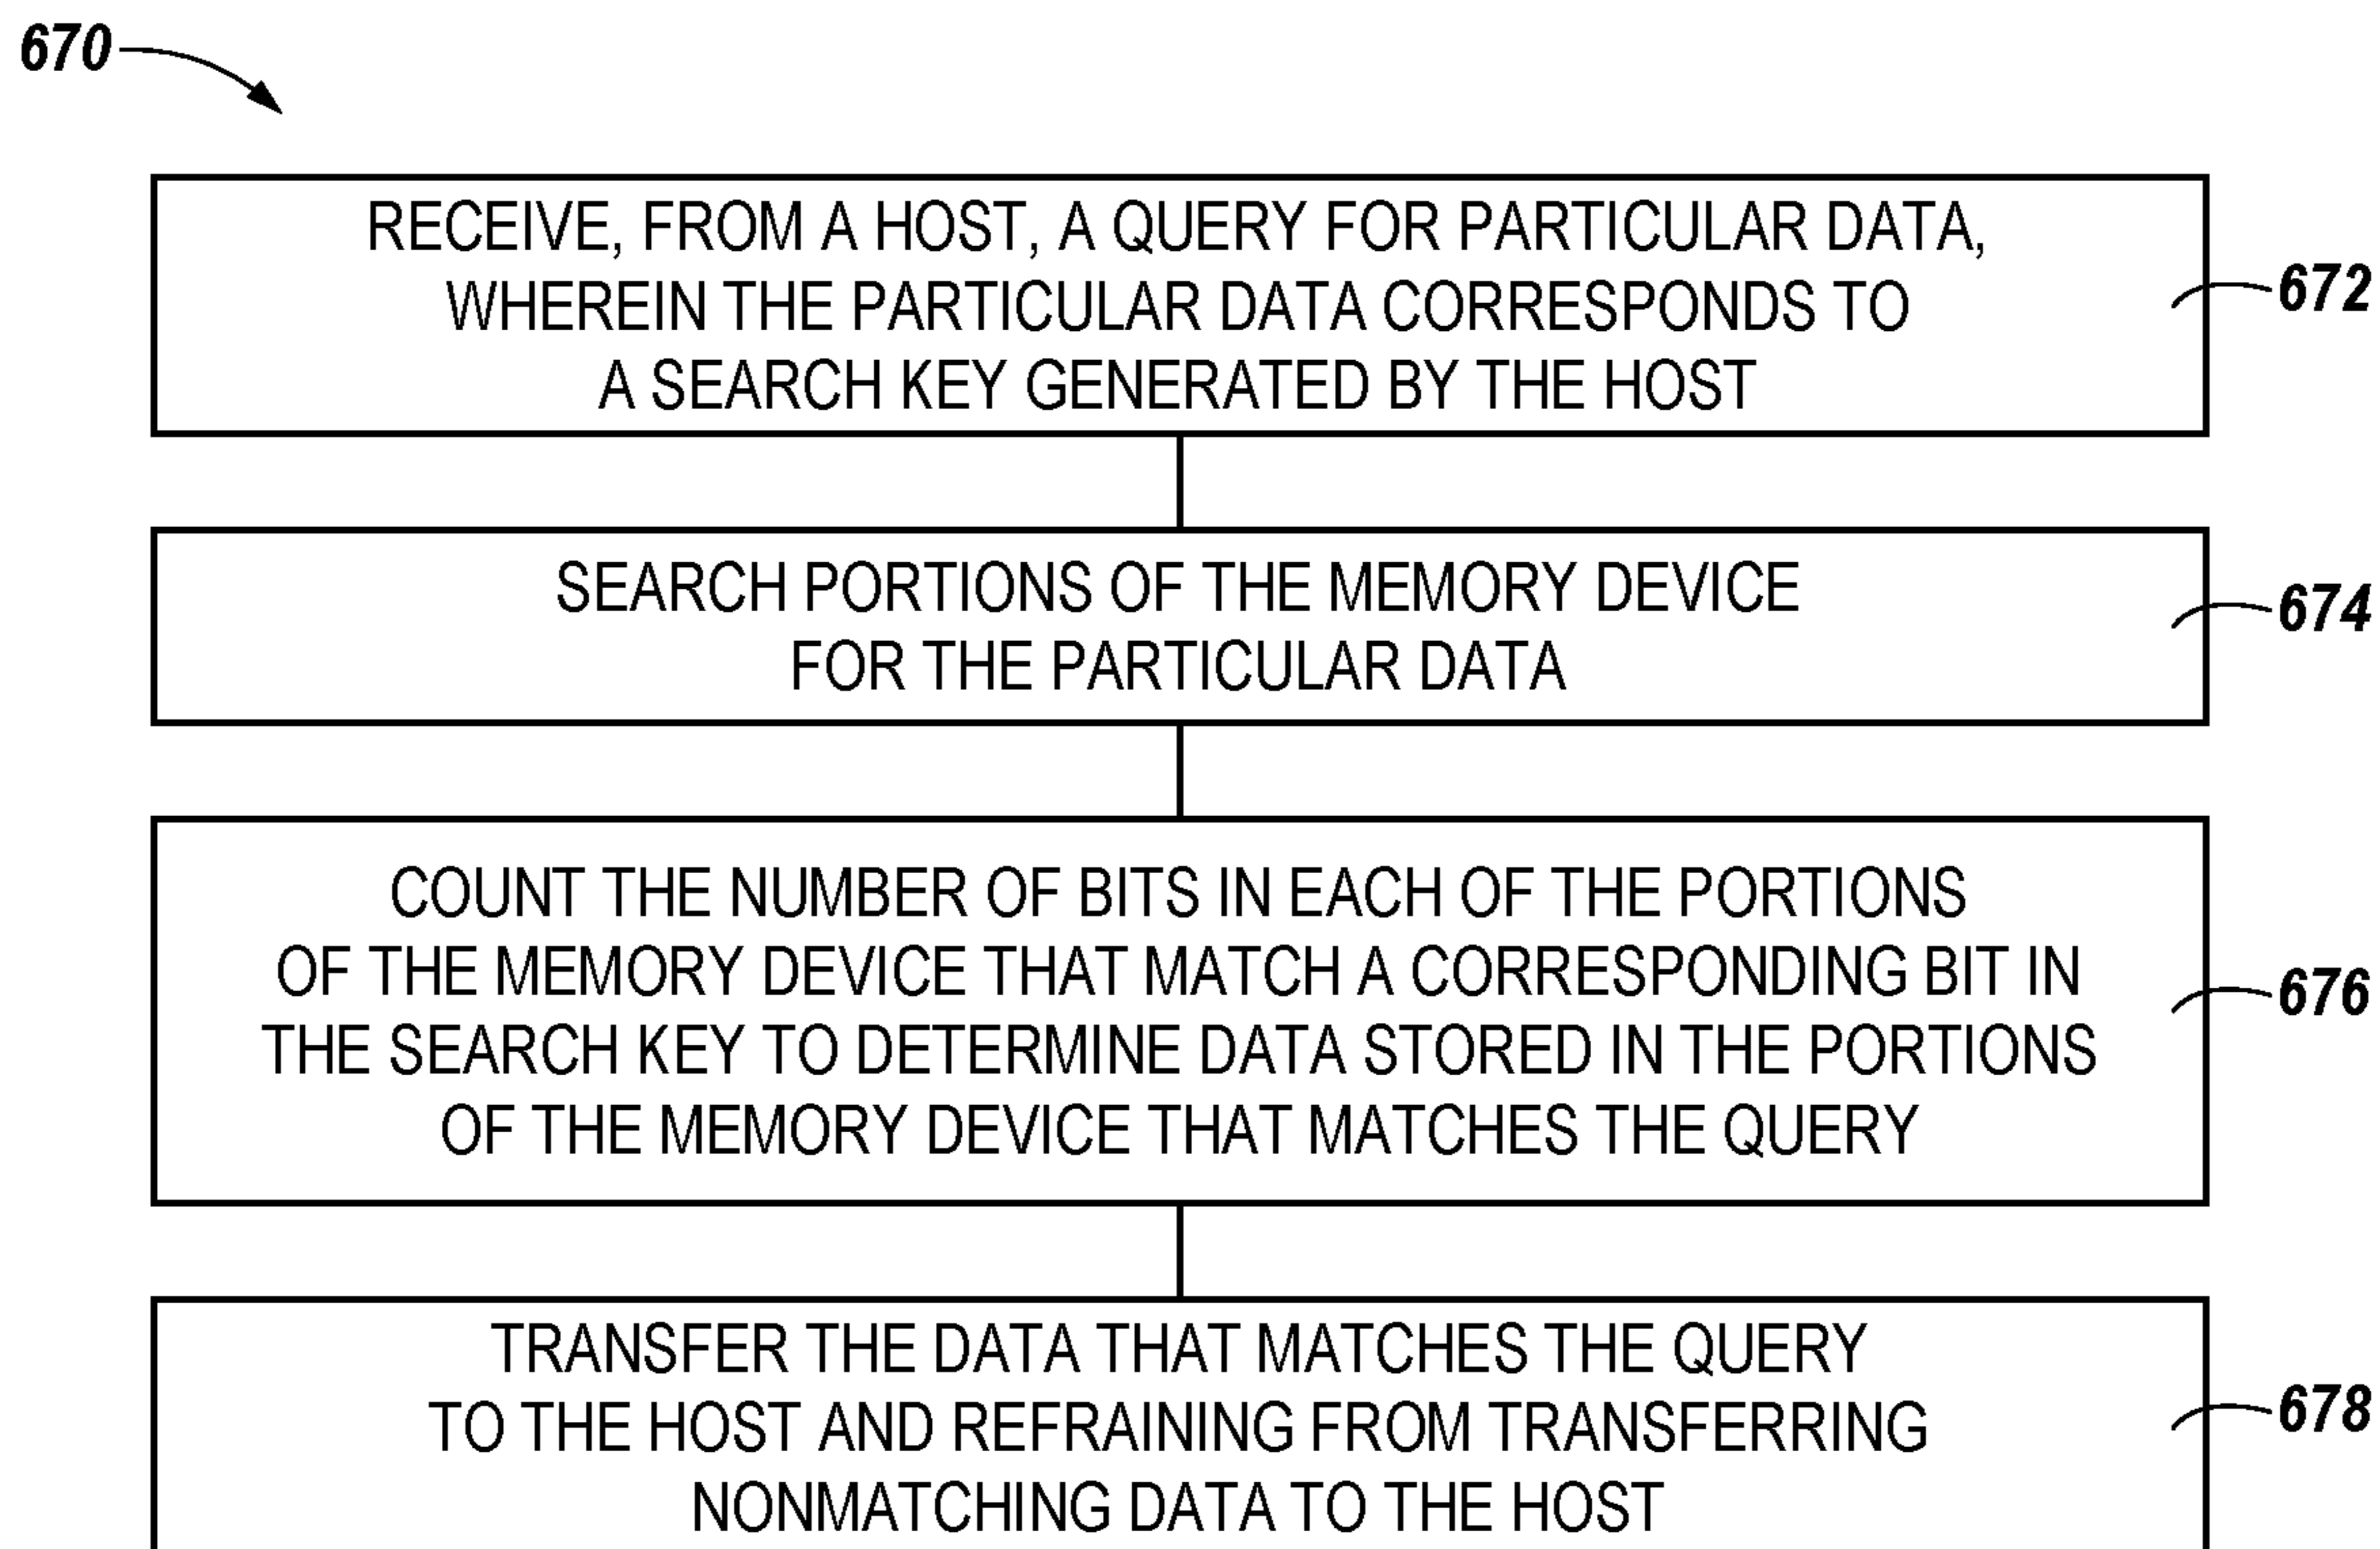 670
RECEIVE, FROM A HOST, A QUERY FOR PARTICULAR DATA,
WHEREIN THE PARTICULAR DATA CORRESPONDS TO
A SEARCH KEY GENERATED BY THE HOST
672
SEARCH PORTIONS OF THE MEMORY DEVICE
FOR THE PARTICULAR DATA
674
COUNT THE NUMBER OF BITS IN EACH OF THE PORTIONS
OF THE MEMORY DEVICE THAT MATCH A CORRESPONDING BIT IN
THE SEARCH KEY TO DETERMINE DATA STORED IN THE PORTIONS
OF THE MEMORY DEVICE THAT MATCHES THE QUERY
676
TRANSFER THE DATA THAT MATCHES THE QUERY
TO THE HOST AND REFRAINING FROM TRANSFERRING
NONMATCHING DATA TO THE HOST
678